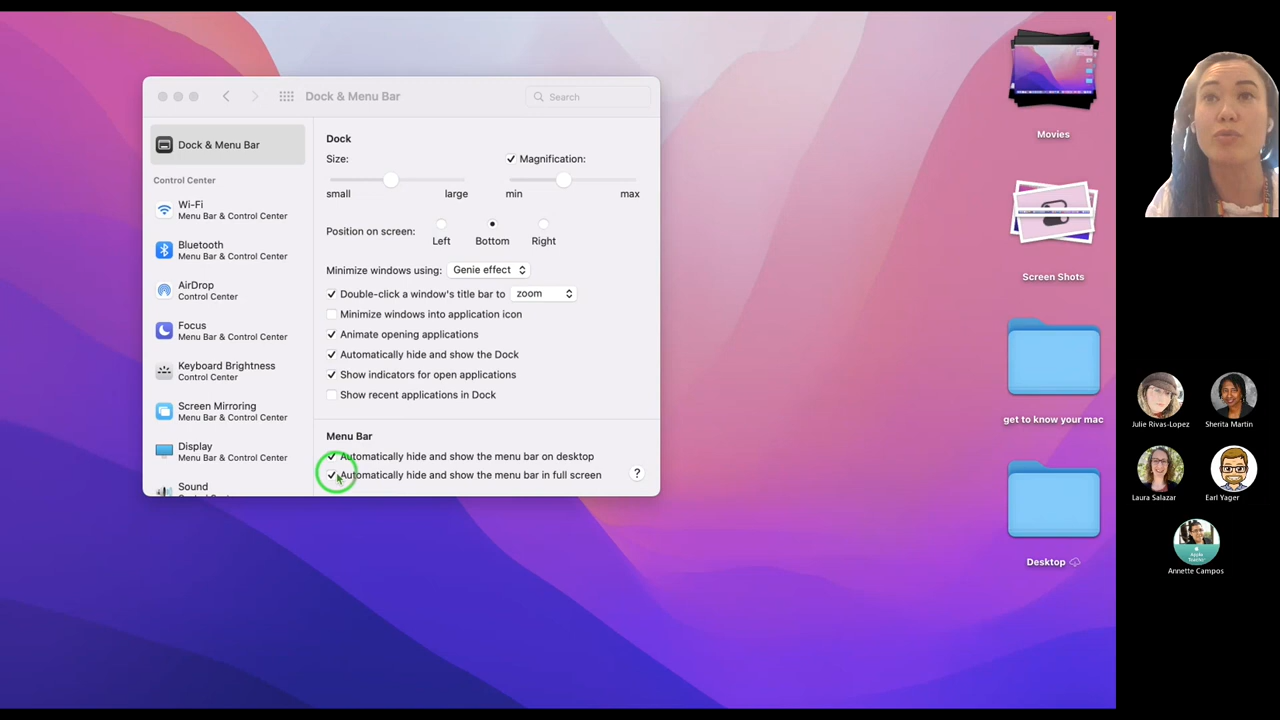 Dock & Menu Bar
Search
Dock & Menu Bar
Control Center
Wi-Fi
Menu Bar & Control Center
Bluetooth
Menu Bar & Control Center
AirDrop
Control Center
Focus
Menu Bar & Control Center
Keyboard Brightness
Control Center
Screen Mirroring
Menu Bar & Control Center
Display
Menu Bar & Control Center
Sound
Dock
Size:
small large
Magnification:
min max
Position on screen:
Left Bottom Right
Minimize windows using: Genie effect
Double-click a window's title bar to zoom
Minimize windows into application icon
Animate opening applications
Automatically hide and show the Dock
Show indicators for open applications
Show recent applications in Dock
Menu Bar
Automatically hide and show the menu bar on desktop
Automatically hide and show the menu bar in full screen
?
Movies
Screen Shots
get to know your mac
Desktop
Julie Rivas-Lopez
Sherita Martin
Laura Salazar
Earl Yager
Apple
Teacher
Annette Campos